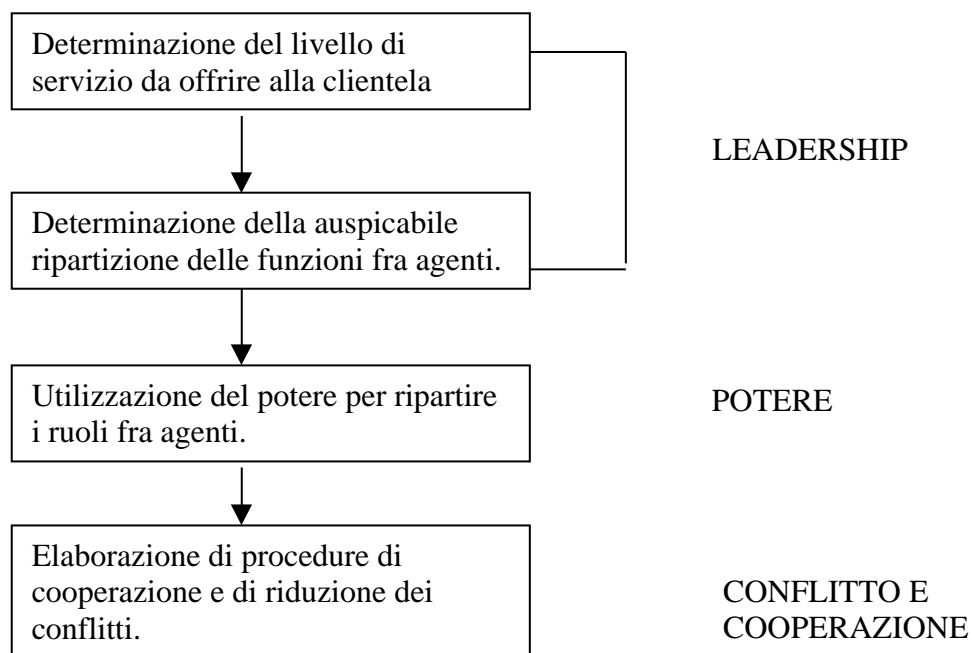 Determinazione del livello di
servizio da offrire alla clientela
LEADERSHIP
Determinazione della auspicabile
ripartizione delle funzioni fra agenti.
Utilizzazione del potere per ripartire
i ruoli fra agenti.
POTERE
Elaborazione di procedure di
cooperazione e di riduzione dei
conflitti.
CONFLITTO E
COOPERAZIONE